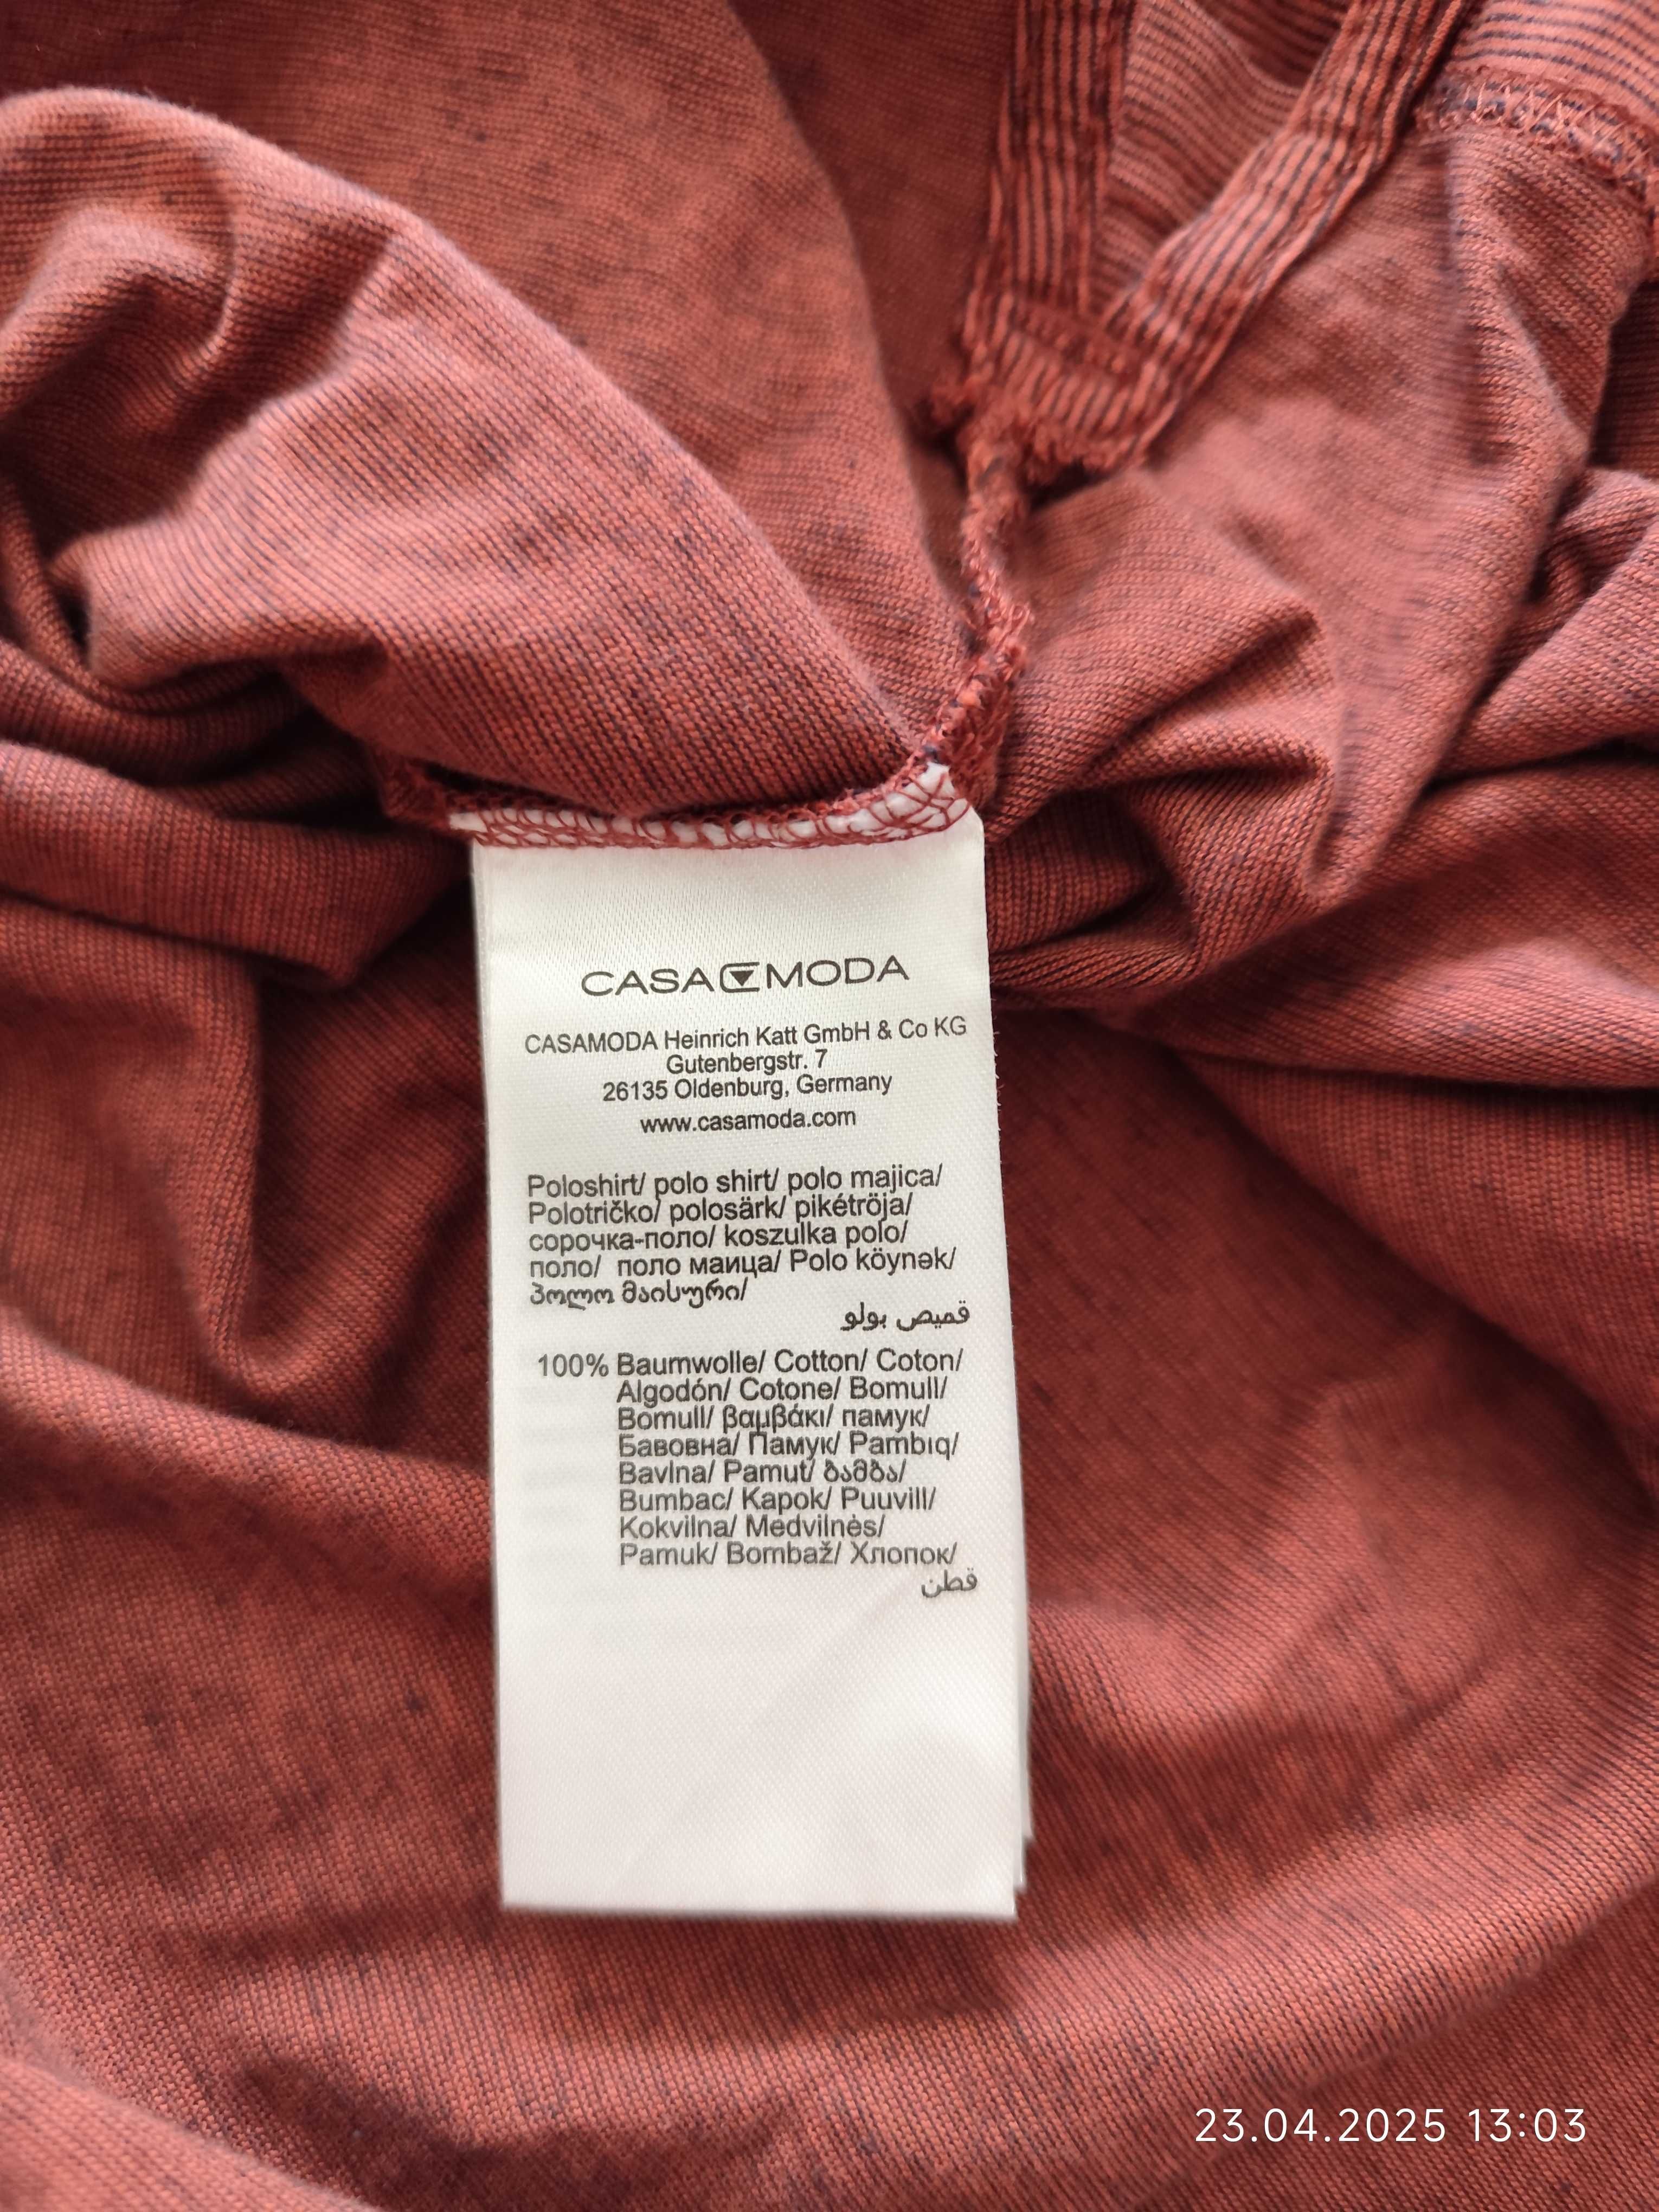 CASA MODA
CASAMODA Heinrich Katt GmbH & Co KG
Gutenbergstr. 7
26135 Oldenburg, Germany
www.casamoda.com
Poloshirt/ polo shirt/ polo majica/
Polotričko/ polosärk/ pikétröja/
сорочка-поло/ koszulka polo/
поло/ поло маица/ Polo köynək/
პოლო მაისური/
قميص بولو
100% Baumwolle/ Cotton/ Coton/
Algodón/ Cotone/ Bomull/
Bomull/ βαμβάκι/ памук/
Бавовна/ Памук/ Pambıq/
Bavlna/ Pamut/ ბამბა/
Bumbac/ Kapok/ Puuvill/
Kokvilna/ Medvilnės/
Pamuk/ Bombaž/ Хлопок/
قطن
23.04.2025 13:03